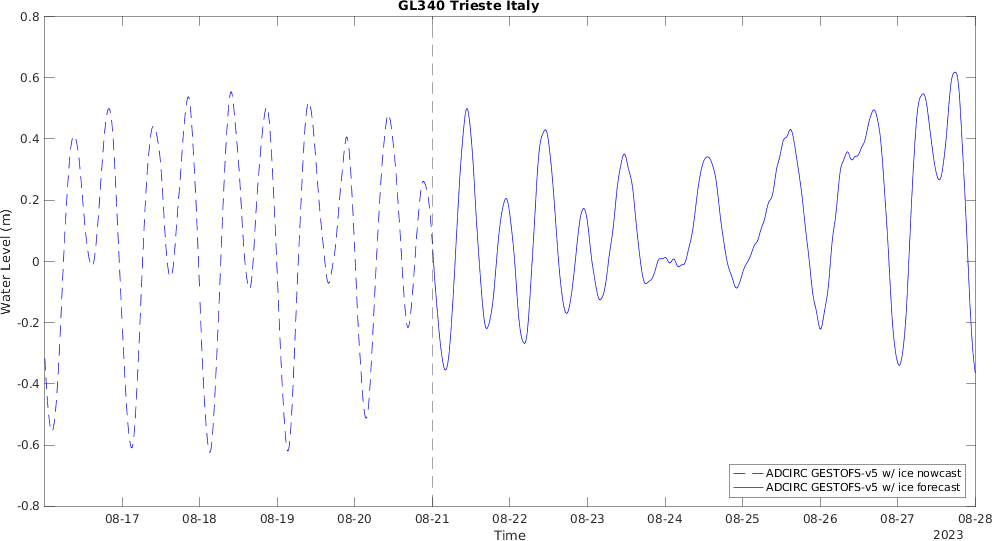 GL340 Trieste Italy
0.8
0.6
0.4
0.2
0
-0.2
-0.4
-0.6
-0.8
Water Level (m)
ADCIRC GESTOFS-v5 w/ ice nowcast
ADCIRC GESTOFS-v5 w/ ice forecast
08-17 08-18 08-19 08-20 08-21 08-22 08-23 08-24 08-25 08-26 08-27 08-28
Time
2023